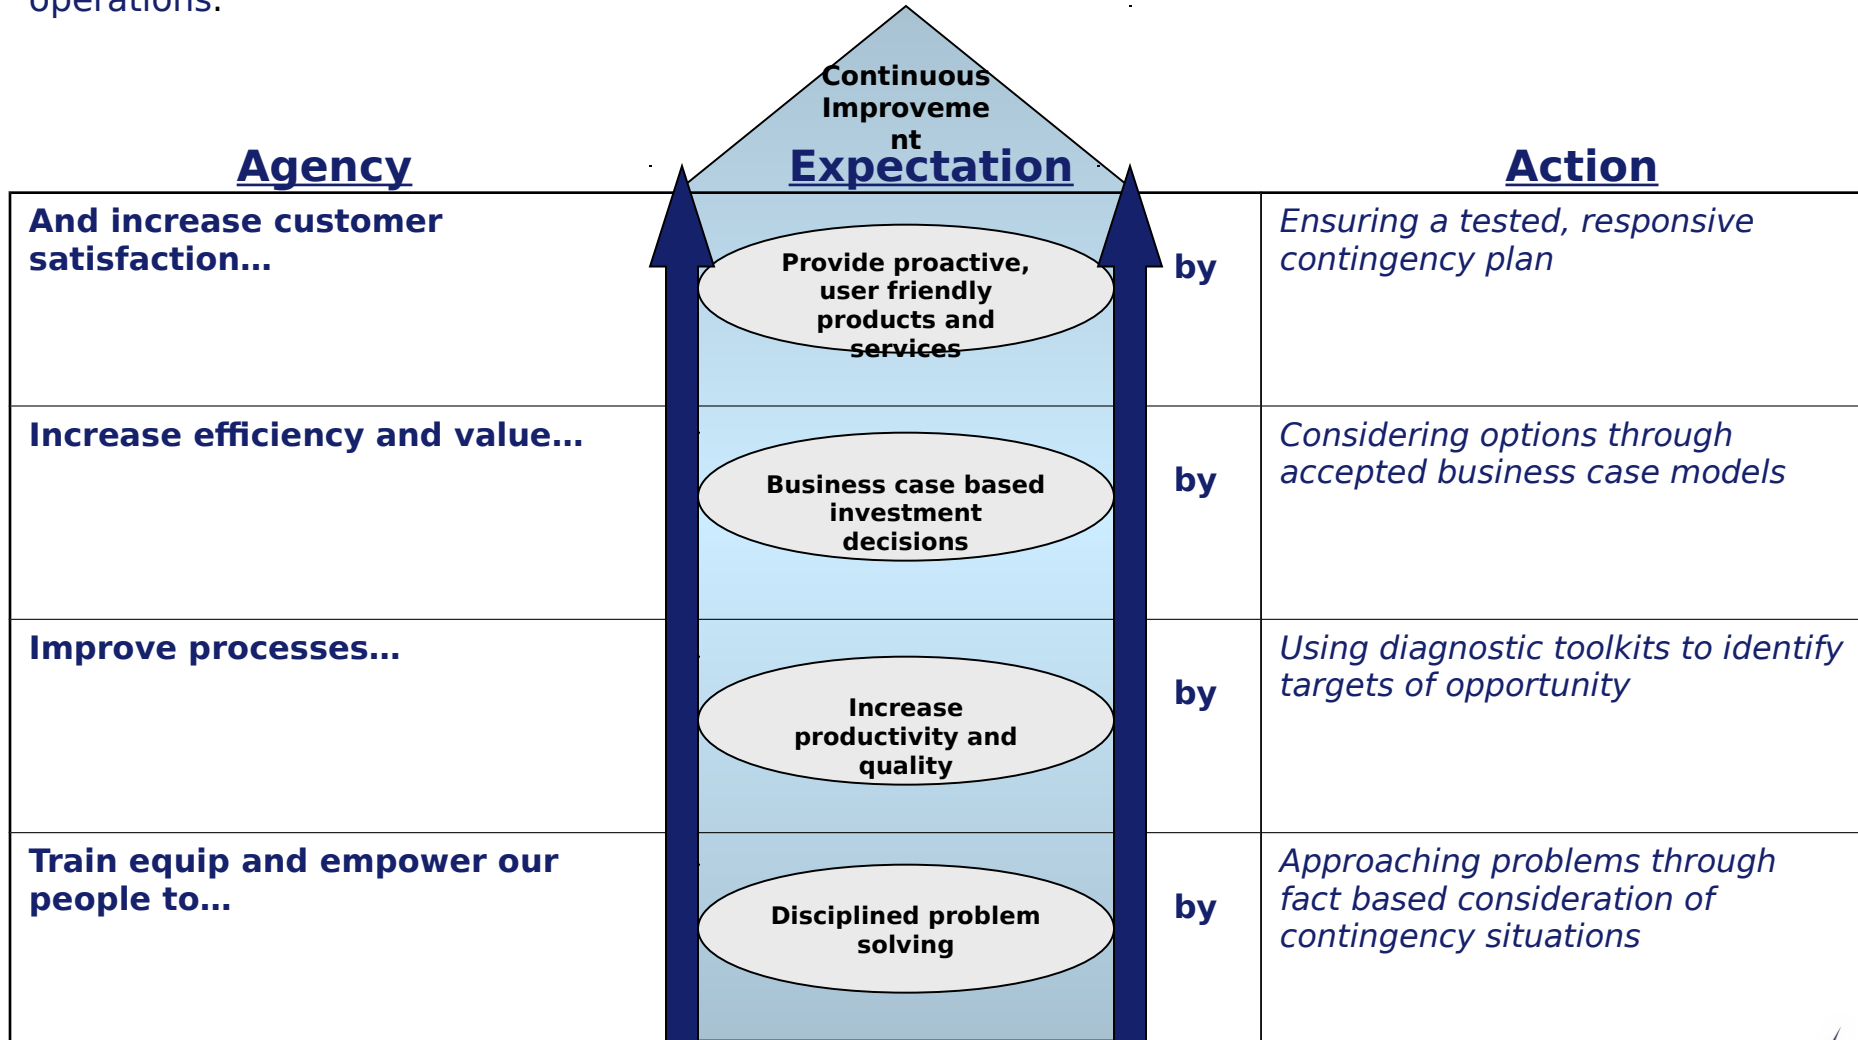 operations.
Continuous
Improveme
nt
Agency
Expectation
Action
And increase customer
satisfaction…
Provide proactive,
user friendly
products and
services
by
Ensuring a tested, responsive
contingency plan
Increase efficiency and value…
Business case based
investment
decisions
by
Considering options through
accepted business case models
Improve processes…
Increase
productivity and
quality
by
Using diagnostic toolkits to identify
targets of opportunity
Train equip and empower our
people to…
Disciplined problem
solving
by
Approaching problems through
fact based consideration of
contingency situations